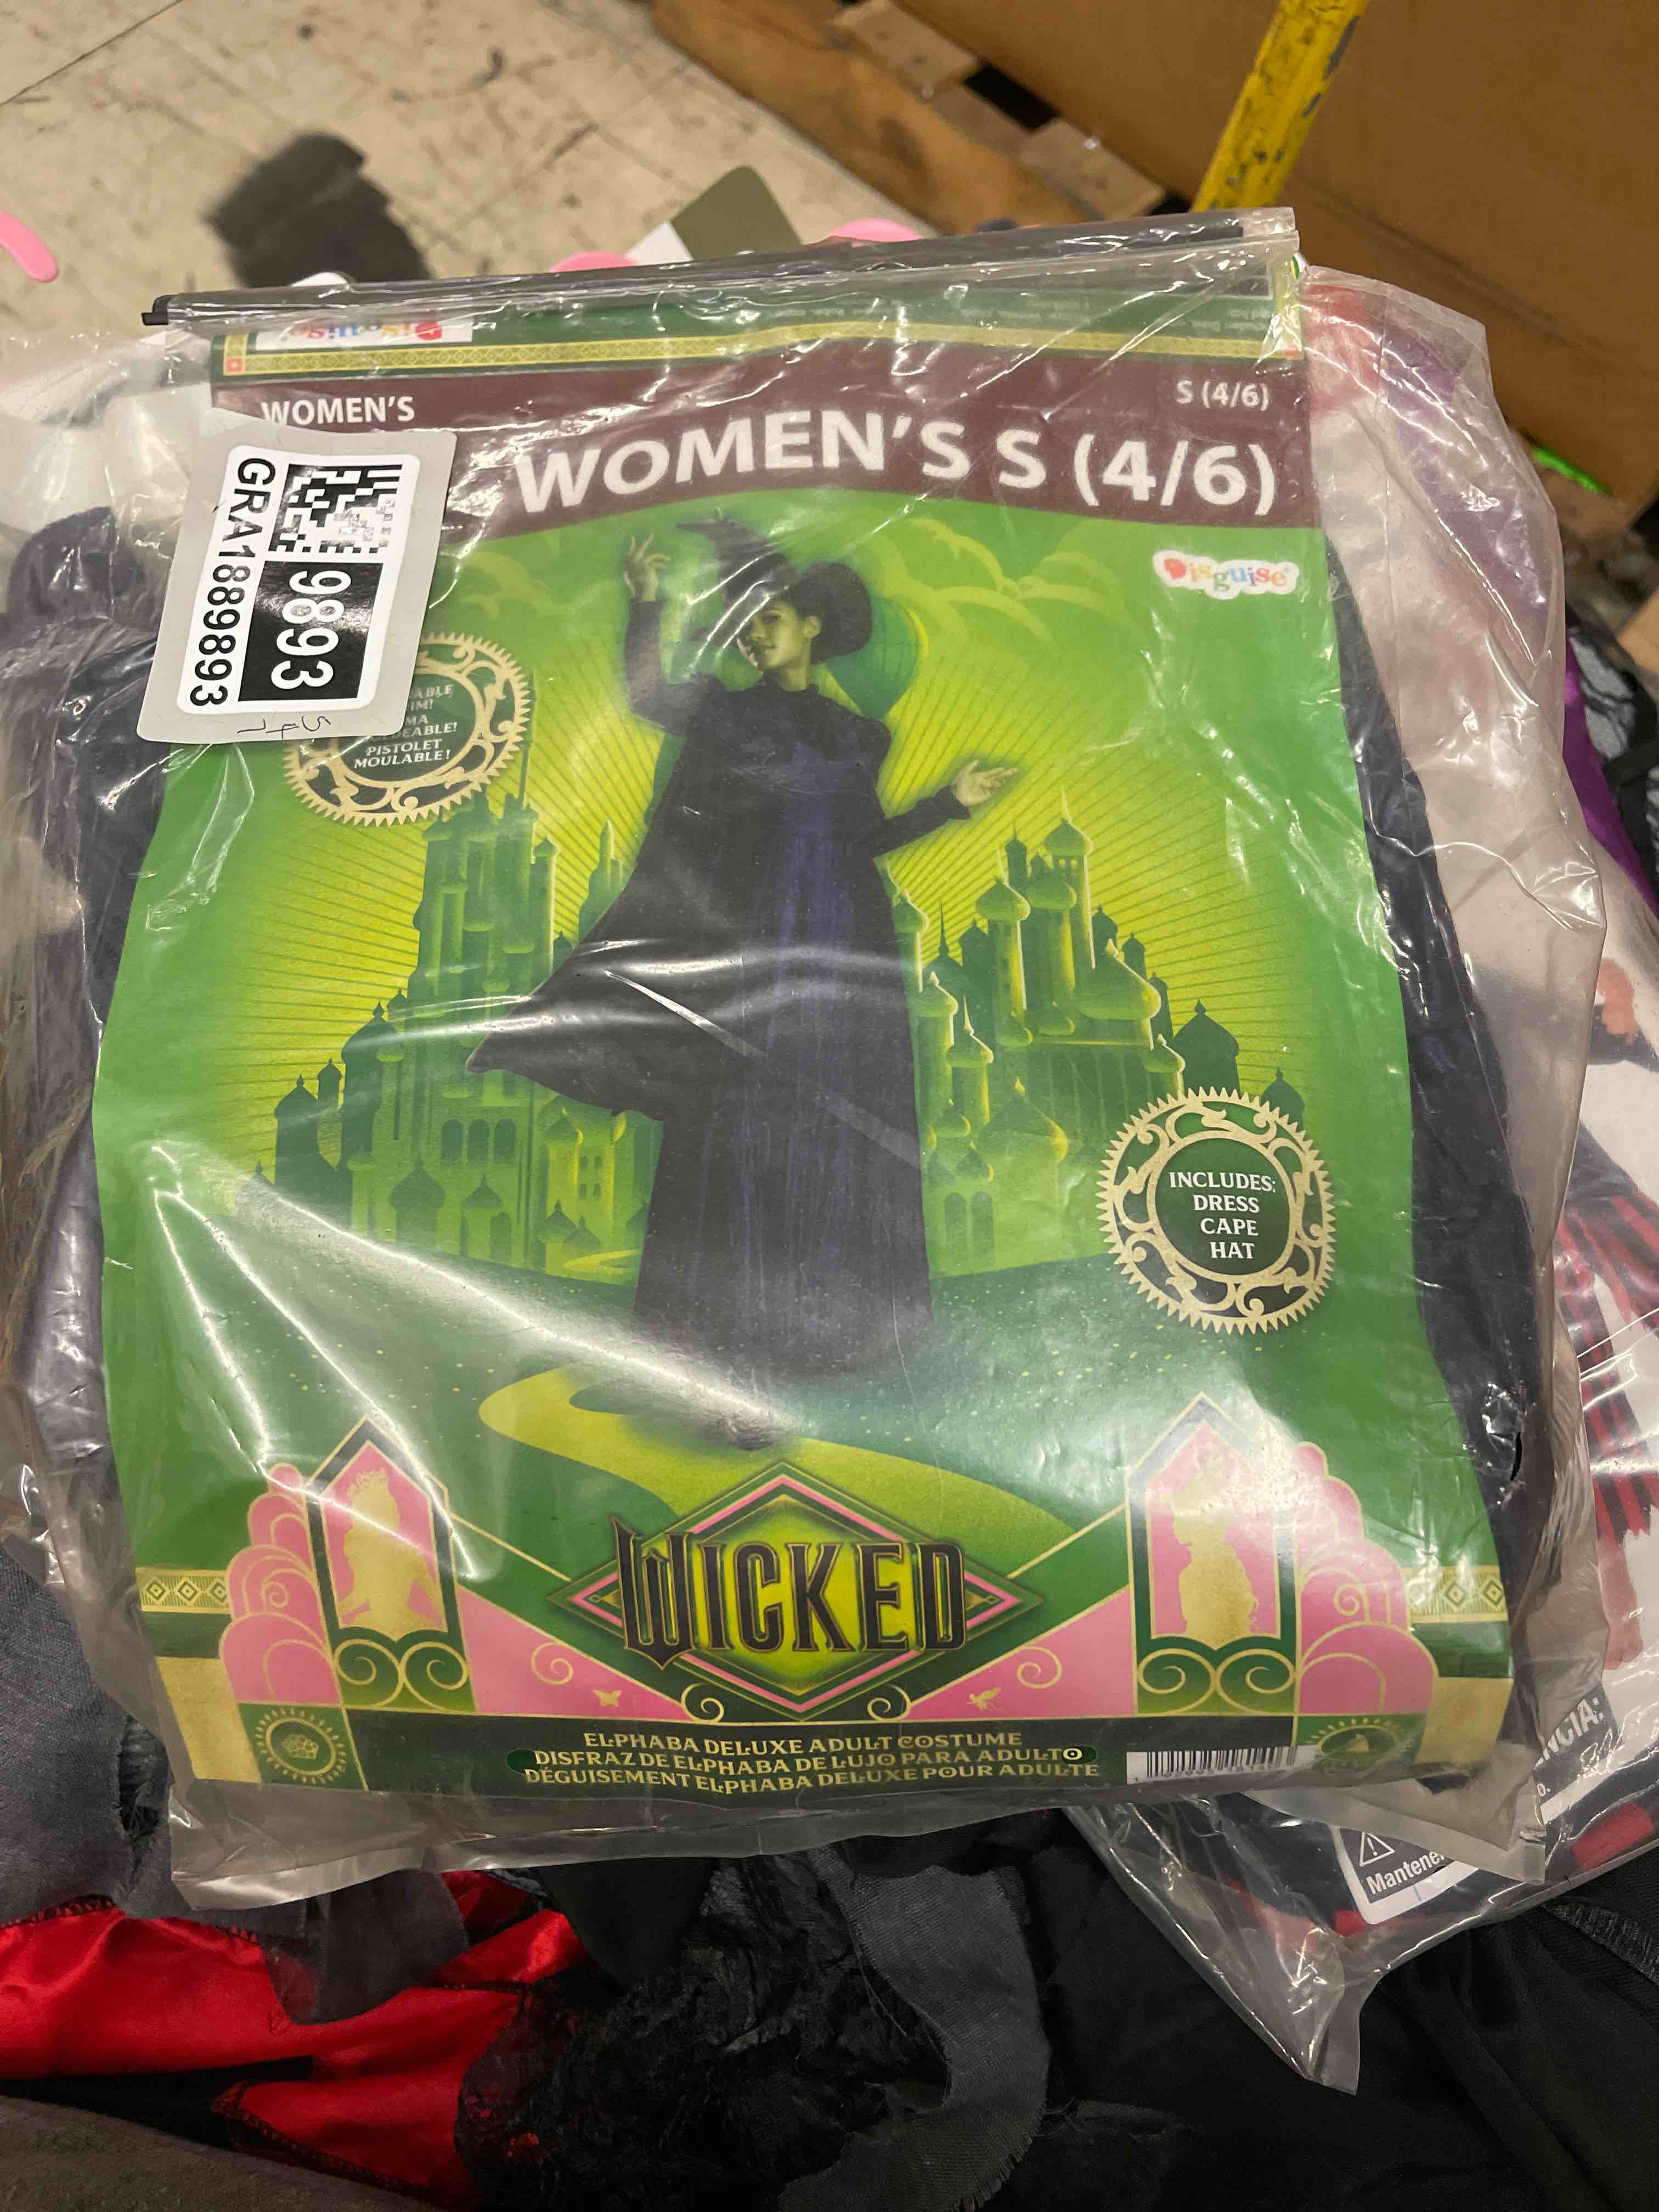 WOMEN'S
S (4/6)
WOMEN'S S (4/6)
Disguise
GRA1889893
9893
PISTOLET
MOULABLE!
INCLUDES:
DRESS
CAPE
HAT
WICKED
ELPHABA DELUXE ADULT COSTUME
DISFRAZ DE ELPHABA DE LUJO PARA ADULTO
DÉGUISEMENT ELPHABA DELUXE POUR ADULTE